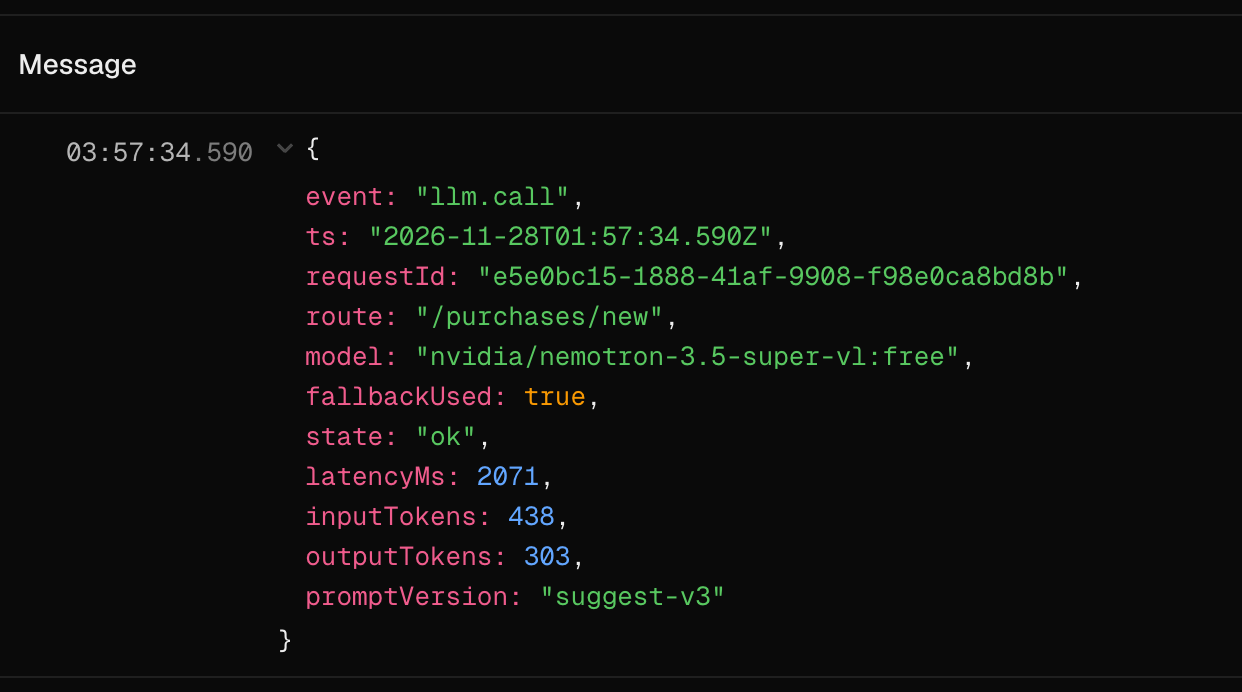 Message
03:57:34.590 {
event: "llm.call",
ts: "2026-11-28T01:57:34.590Z",
requestId: "e5e0bc15-1888-41af-9908-f98e0ca8bd8b",
route: "/purchases/new",
model: "nvidia/nemotron-3.5-super-vl:free",
fallbackUsed: true,
state: "ok",
latencyMs: 2071,
inputTokens: 438,
outputTokens: 303,
promptVersion: "suggest-v3"
}